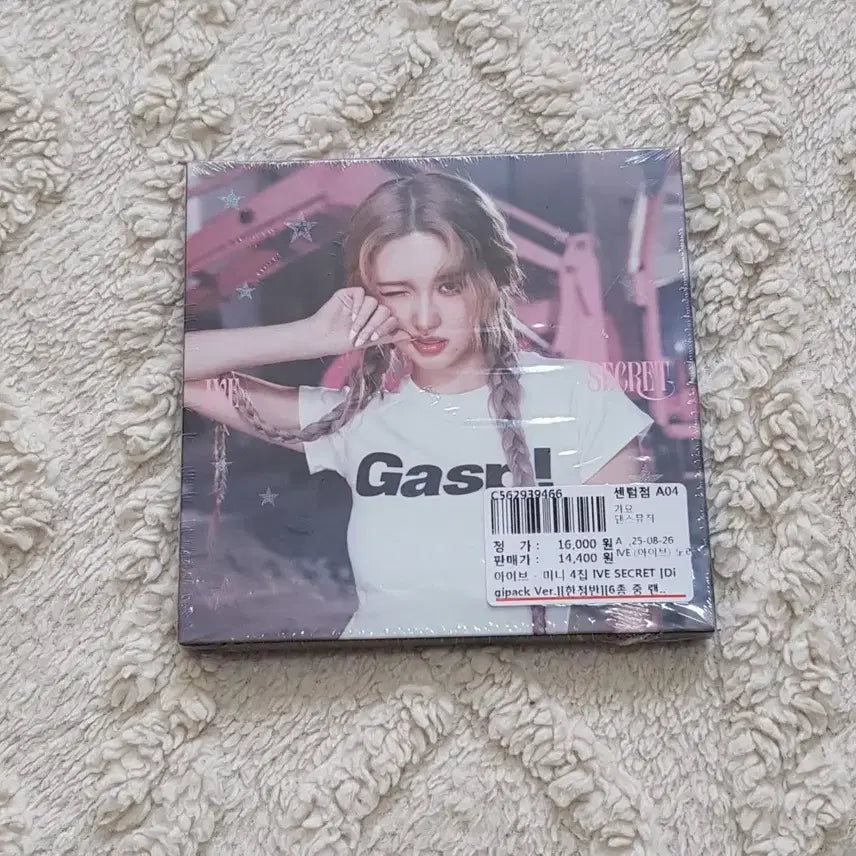 IVE
SECRET
Gasp!
C562939466 센텀점 A04
가요
댄스뮤직
정 가 : 16,000 원 A ,25-08-26
판매가 : 14,400 원 IVE (아이브) 노래
아이브 - 미니 4집 IVE SECRET [Di
gipack Ver.][한정반][6종 중 랜..